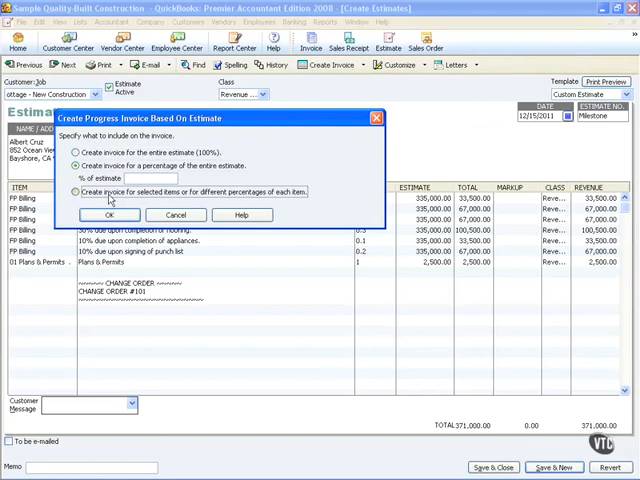 Sample Quality-Built Construction - QuickBooks: Premier Accountant Edition 2008 - [Create Estimates]
File Edit View Lists Accountant Company Customers Vendors Employees Banking Reports Window Help
Home Customer Center Vendor Center Employee Center Report Center Help Invoice Sales Receipt Estimate Sales Order
Previous Next Print E-mail Find Spelling History Create Invoice Customize Letters
Customer:Job Estimate Active Class Template Print Preview
ottage - New Construction Revenue ... Custom Estimate
Estima
DATE ESTIMATE NO.
12/15/2011 Milestone
NAME / ADD
Albert Cruz
Bayshore, CA
Create Progress Invoice Based On Estimate
Specify what to include on the invoice.
Create invoice for the entire estimate (100%).
Create invoice for a percentage of the entire estimate.
% of estimate
Create invoice for selected items or for different percentages of each item.
OK Cancel Help
ITEM ESTIMATE TOTAL MARKUP CLASS REVENUE
FP Billing 335,000.00 33,500.00 Reve... 33,500.00
FP Billing 335,000.00 67,000.00 Reve... 67,000.00
FP Billing 335,000.00 33,500.00 Reve... 33,500.00
FP Billing 30% due upon completion of flooring. 0.3 335,000.00 100,500.00 Reve... 100,500.00
FP Billing 10% due upon completion of appliances. 0.1 335,000.00 33,500.00 Reve... 33,500.00
FP Billing 20% due upon signing of punch list 0.2 335,000.00 67,000.00 Reve... 67,000.00
01 Plans & Permits Plans & Permits 1 2,500.00 2,500.00 Reve... 2,500.00
~~~~~ CHANGE ORDER ~~~~~
CHANGE ORDER #101
~~~~~~~~~~~~~~~~~~~~~~~~
Customer Message
TOTAL 371,000.00 0.00 371,000.00
VTC
To be e-mailed
Memo
Save & Close Save & New Revert